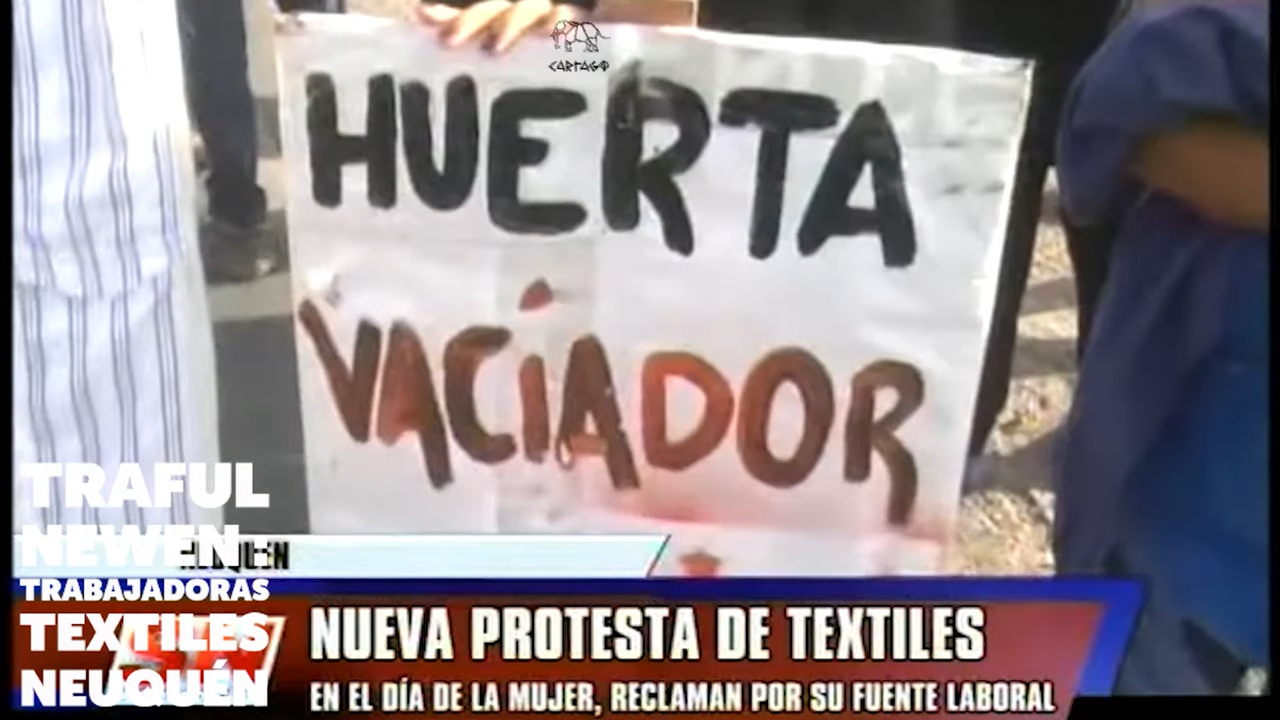 CARTAGO
HUERTA
VACÍADOR
NUEVA PROTESTA DE TEXTILES
EN EL DÍA DE LA MUJER, RECLAMAN POR SU FUENTE LABORAL
TRAFUL
NEWEN :
TRABAJADORAS
TEXTILES
NEUQUÉN